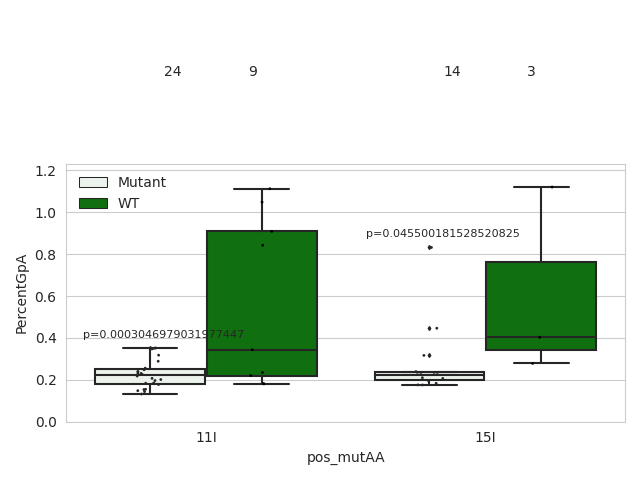 24 9 14 3
1.2
Mutant
WT
1.0
p=0.045500181528520825
0.8
PercentGpA
0.6
p=0.0003046979031977447
0.4
0.2
0.0
11I 15I
pos_mutAA